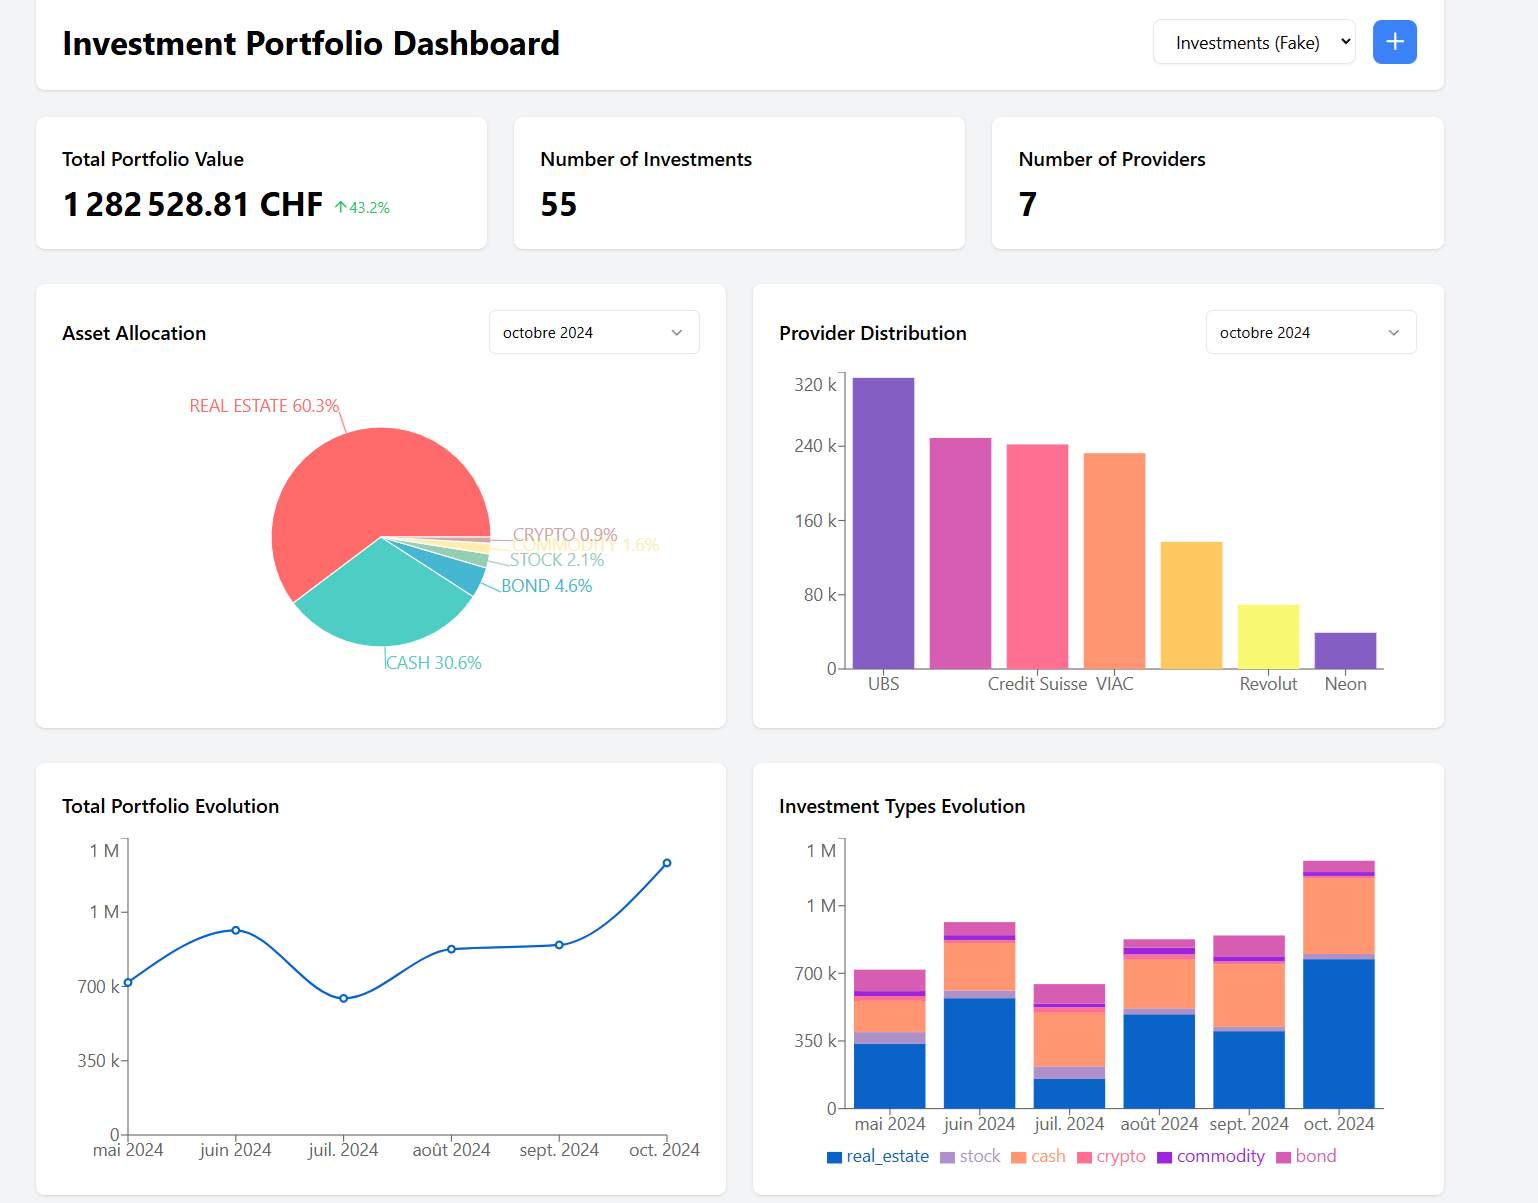 Investment Portfolio Dashboard
Investments (Fake)
Total Portfolio Value
1 282 528.81 CHF
43.2%
Number of Investments
55
Number of Providers
7
Asset Allocation
octobre 2024
REAL ESTATE 60.3%
CRYPTO 0.9%
COMMODITY 1.6%
STOCK 2.1%
BOND 4.6%
CASH 30.6%
Provider Distribution
octobre 2024
320 k
240 k
160 k
80 k
0
UBS Credit Suisse VIAC Revolut Neon
Total Portfolio Evolution
1 M
1 M
700 k
350 k
0
mai 2024 juin 2024 juil. 2024 août 2024 sept. 2024 oct. 2024
Investment Types Evolution
1 M
1 M
700 k
350 k
0
mai 2024 juin 2024 juil. 2024 août 2024 sept. 2024 oct. 2024
real_estate stock cash crypto commodity bond